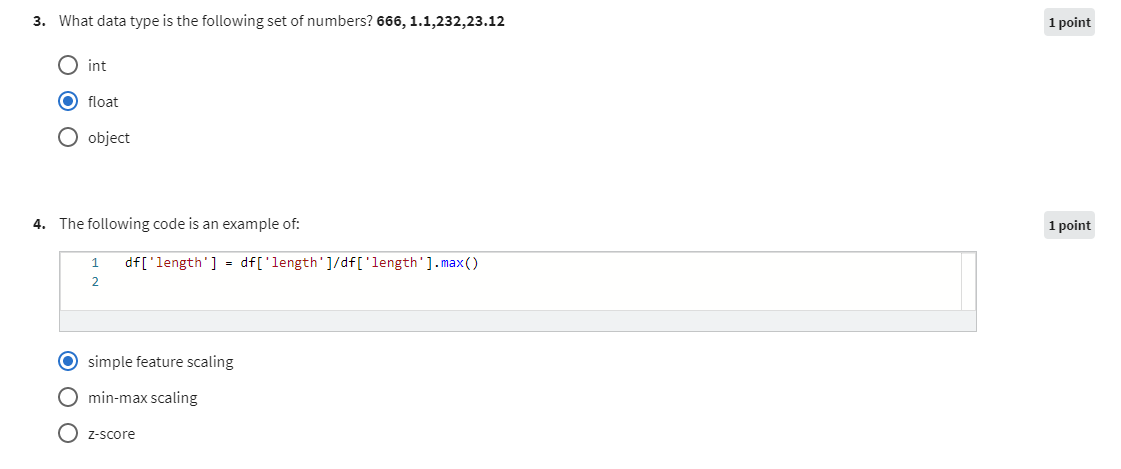 3. What data type is the following set of numbers? 666, 1.1,232,23.12
1 point
int
float
object
4. The following code is an example of:
1 point
1 df['length'] = df['length']/df['length'].max()
2
simple feature scaling
min-max scaling
z-score